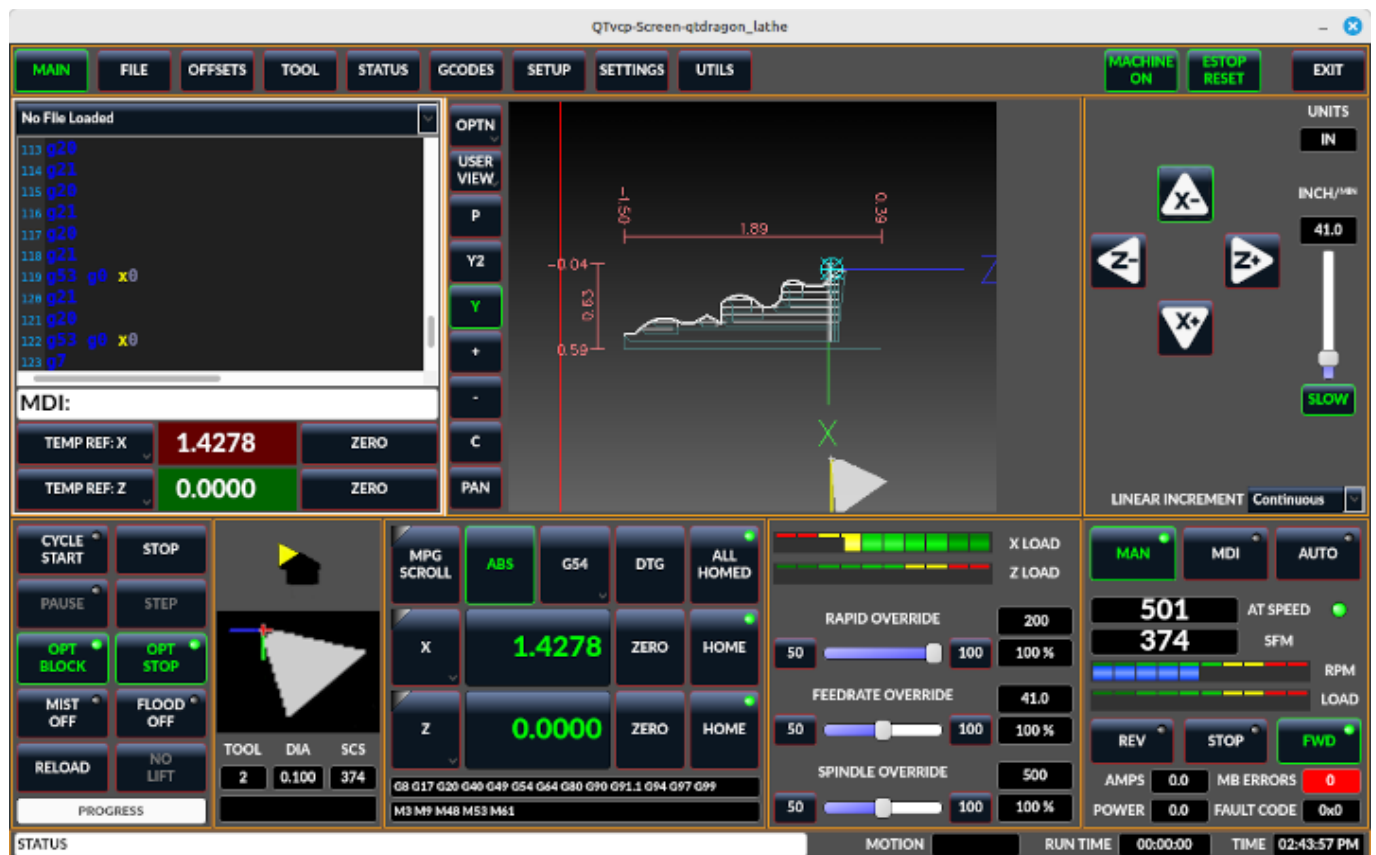 QTvcp-Screen-qtdragon_lathe
MAIN FILE OFFSETS TOOL STATUS GCODES SETUP SETTINGS UTILS MACHINE ON ESTOP RESET EXIT
No File Loaded
113 g20
114 g21
115 g20
116 g21
117 g20
118 g21
119 g53 g0 x0
120 g21
121 g20
122 g53 g0 x0
123 g7
MDI:
TEMP REF: X 1.4278 ZERO
TEMP REF: Z 0.0000 ZERO
OPTN
USER VIEW
P
Y2
Y
+
-
C
PAN
-1.50
0.39
1.89
-0.04
0.63
0.59
Z
X
UNITS
IN
X-
INCH/MIN
41.0
Z- Z+
X+
SLOW
LINEAR INCREMENT Continuous
CYCLE START STOP
PAUSE STEP
OPT BLOCK OPT STOP
MIST OFF FLOOD OFF
RELOAD NO LIFT
PROGRESS
TOOL DIA SCS
2 0.100 374
MPG SCROLL ABS G54 DTG ALL HOMED
X 1.4278 ZERO HOME
Z 0.0000 ZERO HOME
G8 G17 G20 G40 G49 G54 G64 G80 G90 G91.1 G94 G97 G99
M3 M9 M48 M53 M61
X LOAD
Z LOAD
RAPID OVERRIDE 200
50 100 100 %
FEEDRATE OVERRIDE 41.0
50 100 100 %
SPINDLE OVERRIDE 500
50 100 100 %
MAN MDI AUTO
501 AT SPEED
374 SFM
RPM
LOAD
REV STOP FWD
AMPS 0.0 MB ERRORS 0
POWER 0.0 FAULT CODE 0x0
STATUS MOTION RUN TIME 00:00:00 TIME 02:43:57 PM